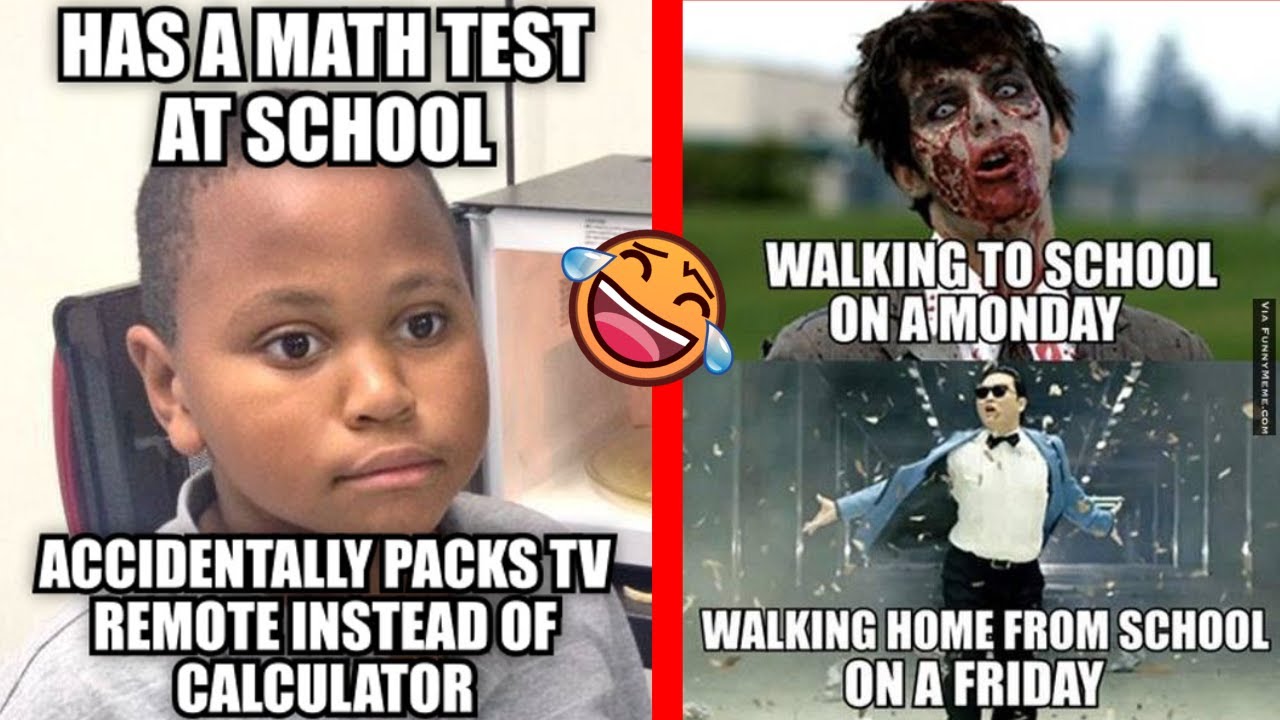 HAS A MATH TEST
AT SCHOOL
ACCIDENTALLY PACKS TV
REMOTE INSTEAD OF
CALCULATOR
WALKING TO SCHOOL
ON A MONDAY
VIA FUNNYMEME.COM
WALKING HOME FROM SCHOOL
ON A FRIDAY